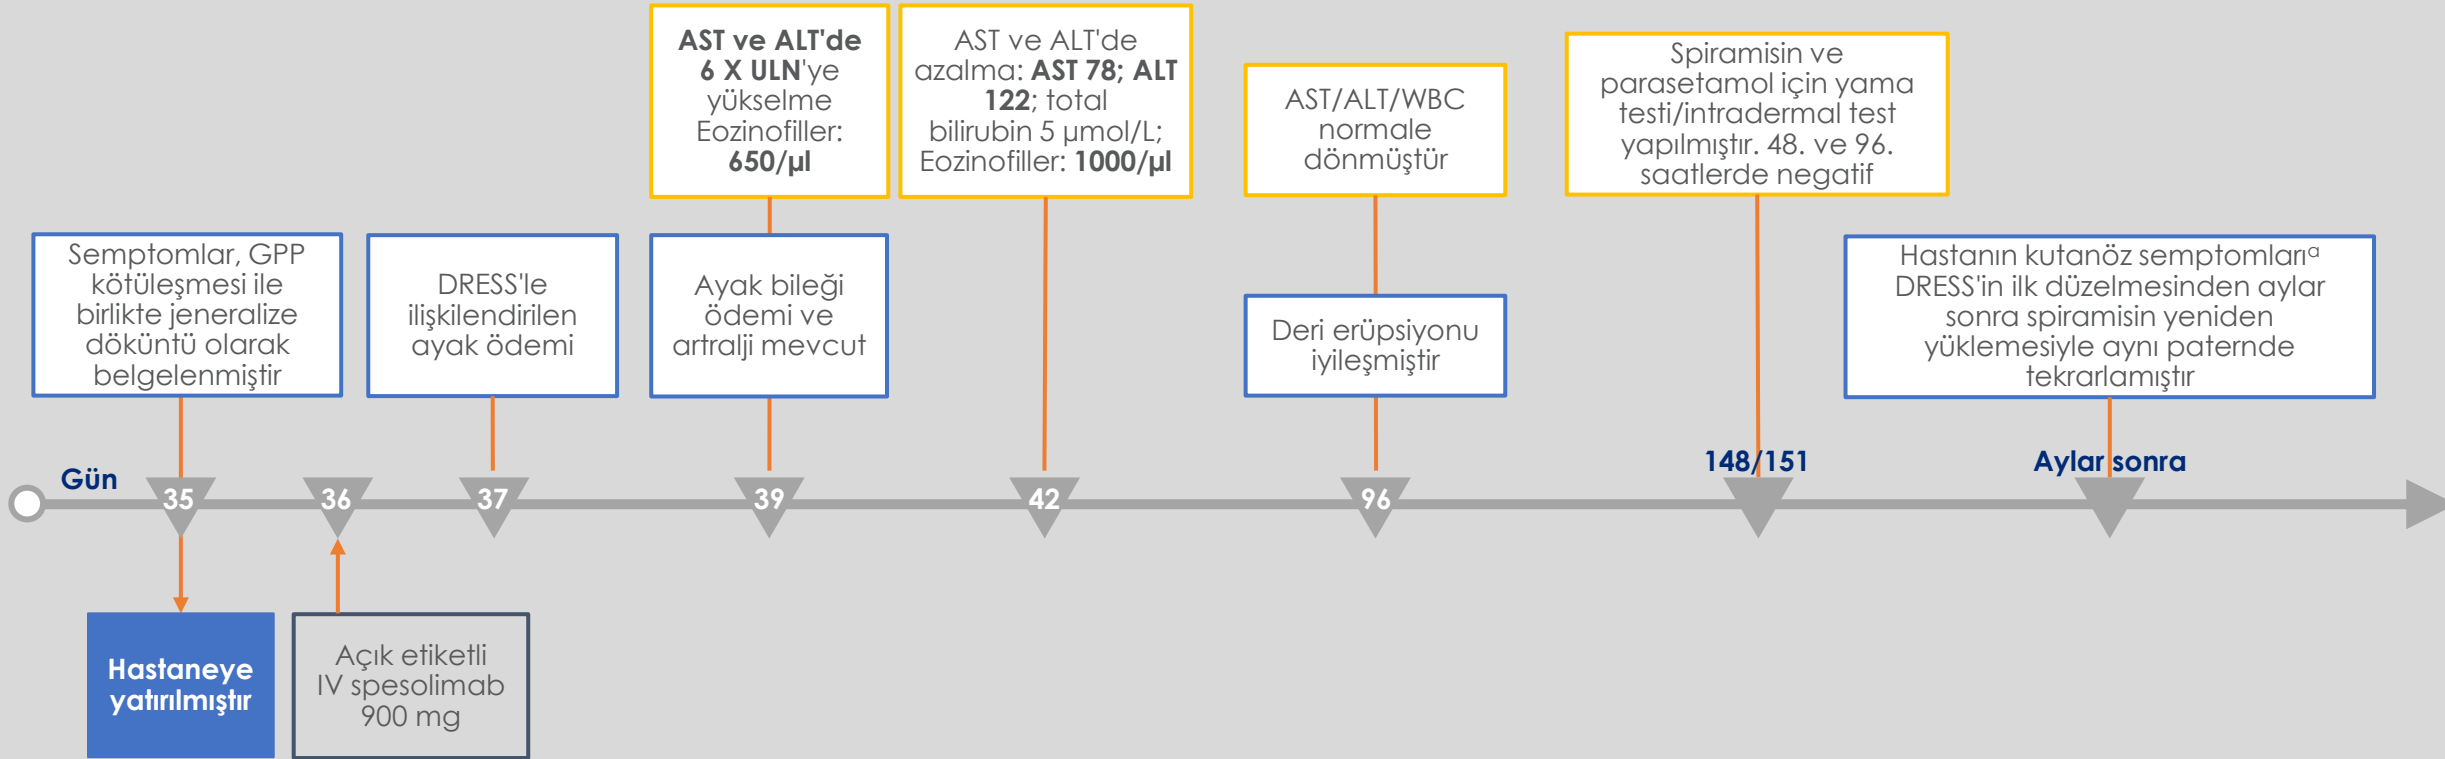 AST ve ALT'de
6 X ULN'ye
yükselme
Eozinofiller:
650/µl
AST ve ALT'de
azalma: AST 78; ALT
122; total
bilirubin 5 µmol/L;
Eozinofiller: 1000/µl
AST/ALT/WBC
normale
dönmüştür
Spiramisin ve
parasetamol için yama
testi/intradermal test
yapılmıştır. 48. ve 96.
saatlerde negatif
Semptomlar, GPP
kötüleşmesi ile
birlikte jeneralize
döküntü olarak
belgelenmiştir
DRESS'le
ilişkilendirilen
ayak ödemi
Ayak bileği
ödemi ve
artralji mevcut
Deri erüpsiyonu
iyileşmiştir
Hastanın kutanöz semptomlarıᵃ
DRESS'in ilk düzelmesinden aylar
sonra spiramisin yeniden
yüklemesiyle aynı paternde
tekrarlamıştır
Gün
35
36
37
39
42
96
148/151
Aylar sonra
Hastaneye
yatırılmıştır
Açık etiketli
IV spesolimab
900 mg